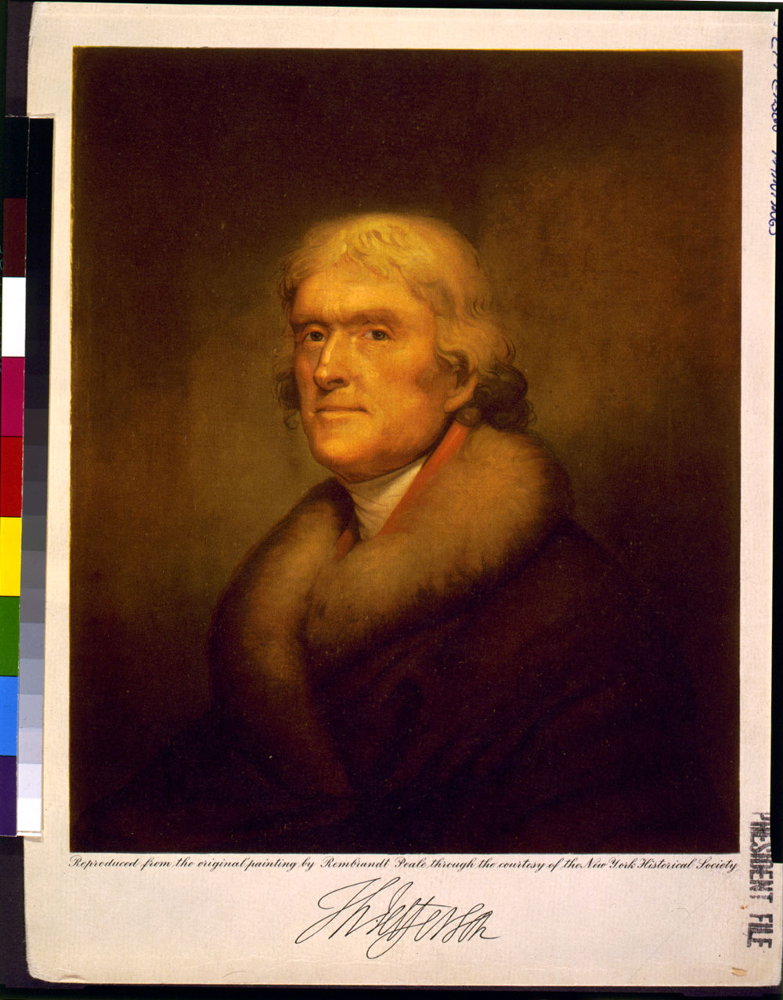 Reproduced from the original painting by Rembrandt Peale, through the courtesy of the New York Historical Society
Th. Jefferson
PRESIDENT FILE